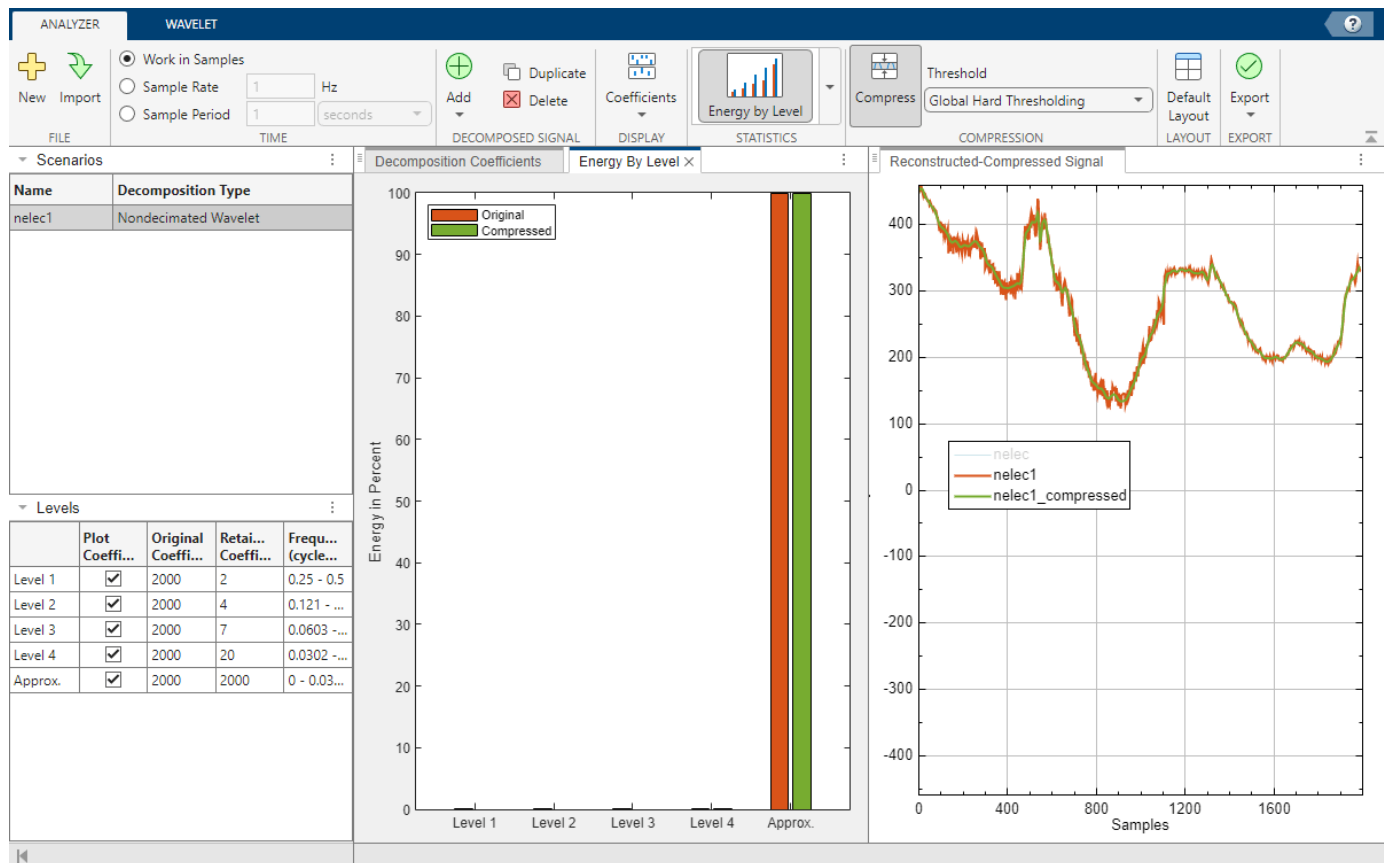 ANALYZER WAVELET
?
New Import
Work in Samples
Sample Rate 1 Hz
Sample Period 1 seconds
Add
Duplicate
Delete
Coefficients
Energy by Level
Compress
Threshold
Global Hard Thresholding
Default
Layout
Export
FILE TIME DECOMPOSED SIGNAL DISPLAY STATISTICS COMPRESSION LAYOUT EXPORT
Scenarios
Name Decomposition Type
nelec1 Nondecimated Wavelet
Levels
Plot Original Retai... Frequ...
Coeffi... Coeffi... Coeffi... (cycle...
Level 1 2000 2 0.25 - 0.5
Level 2 2000 4 0.121 - ...
Level 3 2000 7 0.0603 -...
Level 4 2000 20 0.0302 -...
Approx. 2000 2000 0 - 0.03...
Decomposition Coefficients Energy By Level
Original
Compressed
100
90
80
70
60
50
40
30
20
10
0
Energy in Percent
Level 1 Level 2 Level 3 Level 4 Approx.
Reconstructed-Compressed Signal
400
300
200
100
0
-100
-200
-300
-400
nelec
nelec1
nelec1_compressed
0 400 800 1200 1600
Samples